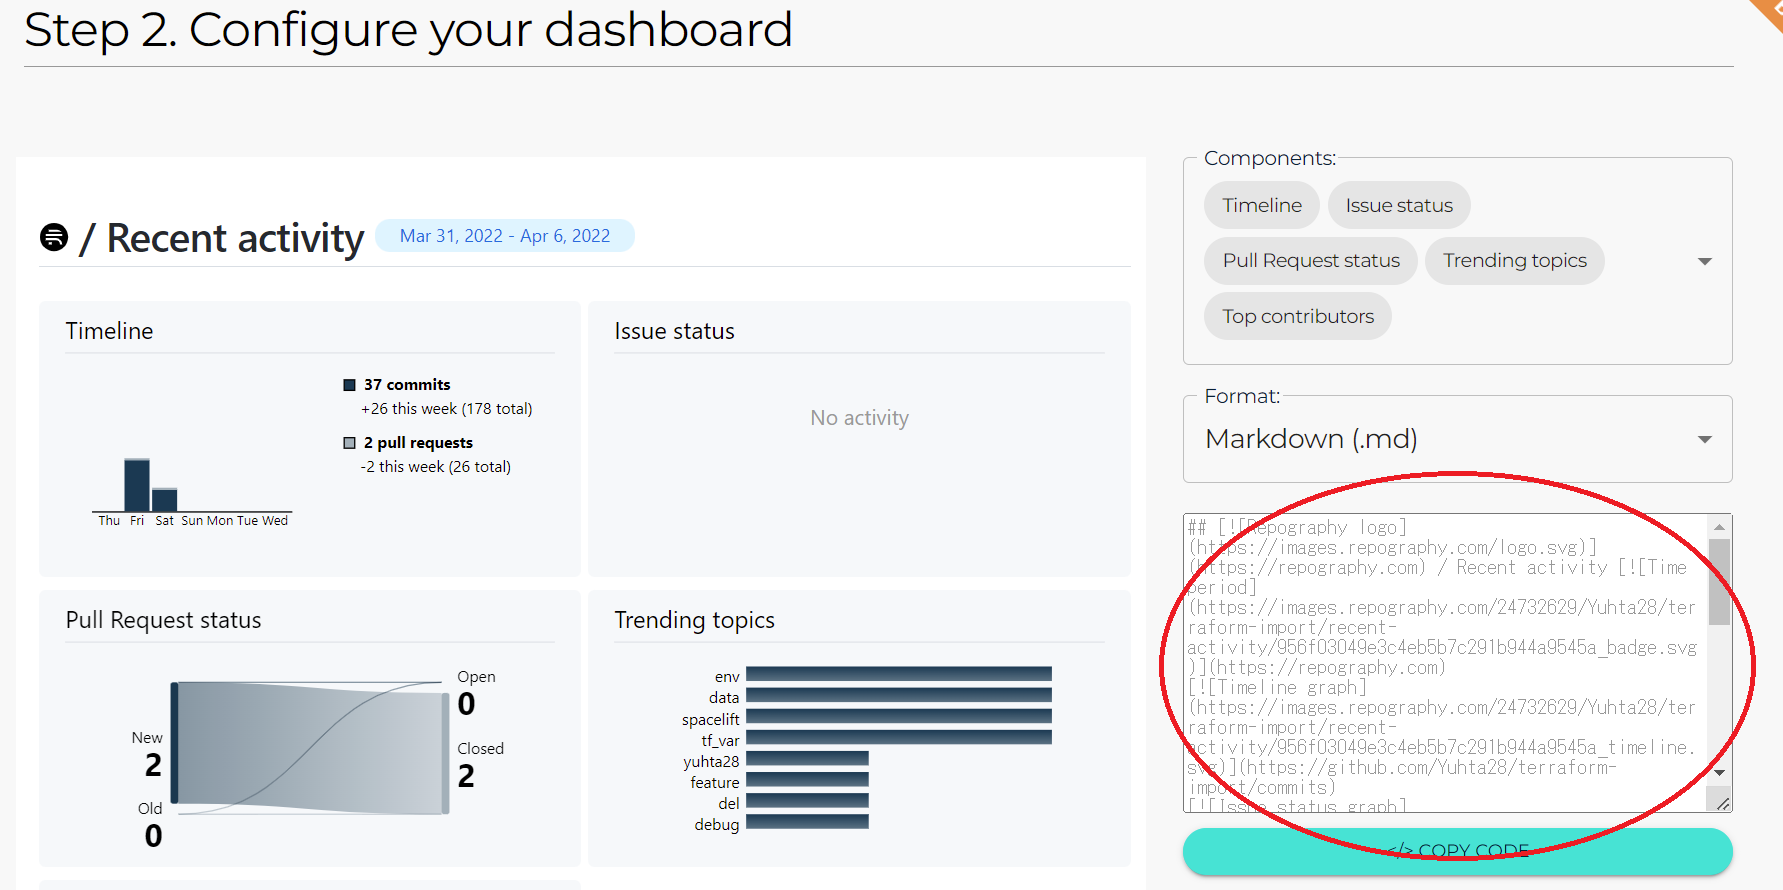 Step 2. Configure your dashboard
/ Recent activity
Mar 31, 2022 - Apr 6, 2022
Timeline
37 commits
+26 this week (178 total)
2 pull requests
-2 this week (26 total)
Thu Fri Sat Sun Mon Tue Wed
Issue status
No activity
Pull Request status
New
2
Old
0
Open
0
Closed
2
Trending topics
env
data
spacelift
tf_var
yuhta28
feature
del
debug
Components:
Timeline
Issue status
Pull Request status
Trending topics
Top contributors
Format:
Markdown (.md)
## [![Repography logo]
(https://images.repography.com/logo.svg)]
(https://repography.com) / Recent activity [![Time
period]
(https://images.repography.com/24732629/Yuhta28/ter
raform-import/recent-
activity/956f03049e3c4eb5b7c291b944a9545a_badge.svg
)](https://repography.com)
[![Timeline graph]
(https://images.repography.com/24732629/Yuhta28/ter
raform-import/recent-
activity/956f03049e3c4eb5b7c291b944a9545a_timeline.
svg)](https://github.com/Yuhta28/terraform-
import/commits)
[![Issue status graph]
</> COPY CODE